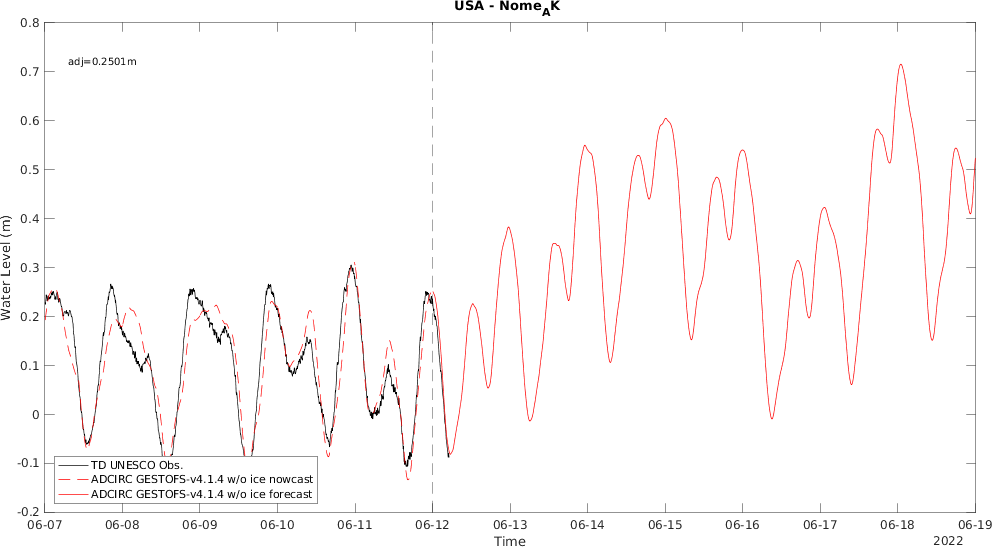 USA - Nome_AK
0.8
0.7
0.6
0.5
0.4
0.3
0.2
0.1
0
-0.1
-0.2
Water Level (m)
adj=0.2501m
TD UNESCO Obs.
ADCIRC GESTOFS-v4.1.4 w/o ice nowcast
ADCIRC GESTOFS-v4.1.4 w/o ice forecast
06-07 06-08 06-09 06-10 06-11 06-12 06-13 06-14 06-15 06-16 06-17 06-18 06-19
Time
2022